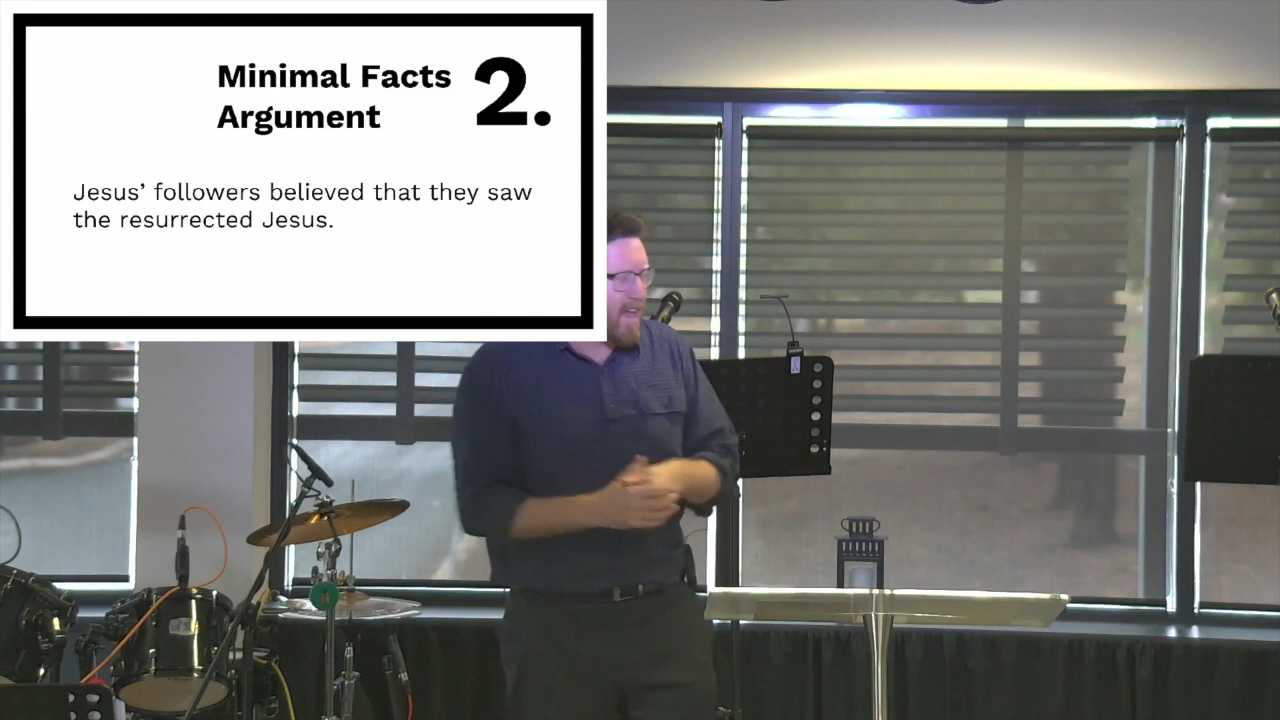 Minimal Facts
Argument
2.
Jesus’ followers believed that they saw
the resurrected Jesus.